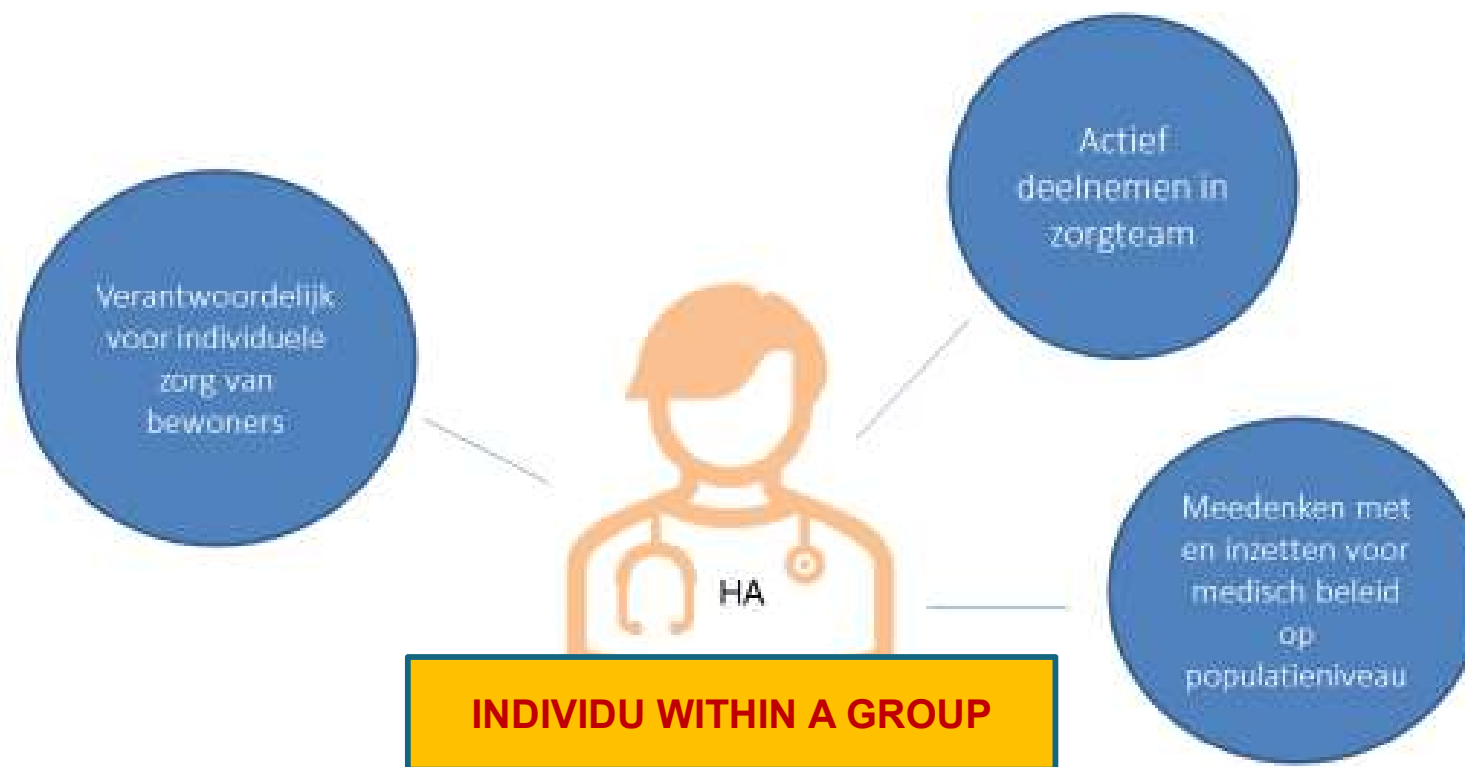 Actief
deelnemen in
zorgteam
Verantwoordelijk
voor individuele
zorg van
bewoners
Meedenken met
en inzetten voor
medisch beleid
op
populatieniveau
HA
INDIVIDU WITHIN A GROUP